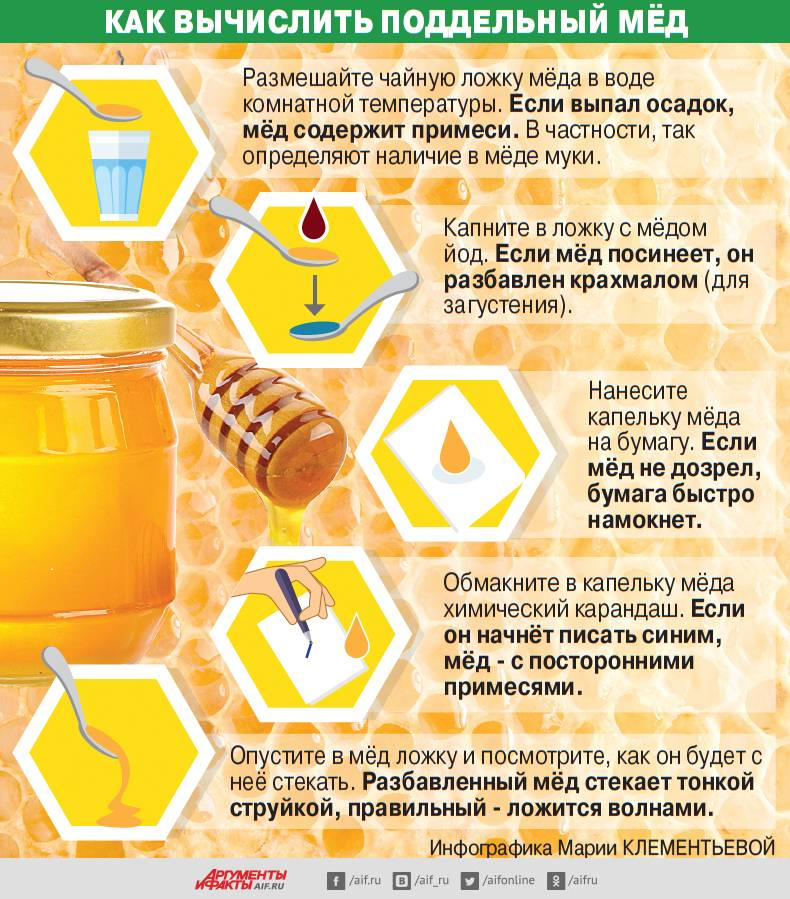 КАК ВЫЧИСЛИТЬ ПОДДЕЛЬНЫЙ МЁД
Размешайте чайную ложку мёда в воде
комнатной температуры. Если выпал осадок,
мёд содержит примеси. В частности, так
определяют наличие в мёде муки.
Капните в ложку с мёдом
йод. Если мёд посинеет, он
разбавлен крахмалом (для
загустения).
Нанесите
капельку мёда
на бумагу. Если
мёд не дозрел,
бумага быстро
намокнет.
Обмакните в капельку мёда
химический карандаш. Если
он начнёт писать синим,
мёд - с посторонними
примесями.
Опустите в мёд ложку и посмотрите, как он будет с
неё стекать. Разбавленный мёд стекает тонкой
струйкой, правильный - ложится волнами.
Инфографика Марии КЛЕМЕНТЬЕВОЙ
АРГУМЕНТЫ
И ФАКТЫ AIF.RU
/aif.ru /aif_ru /aifonline /aifru